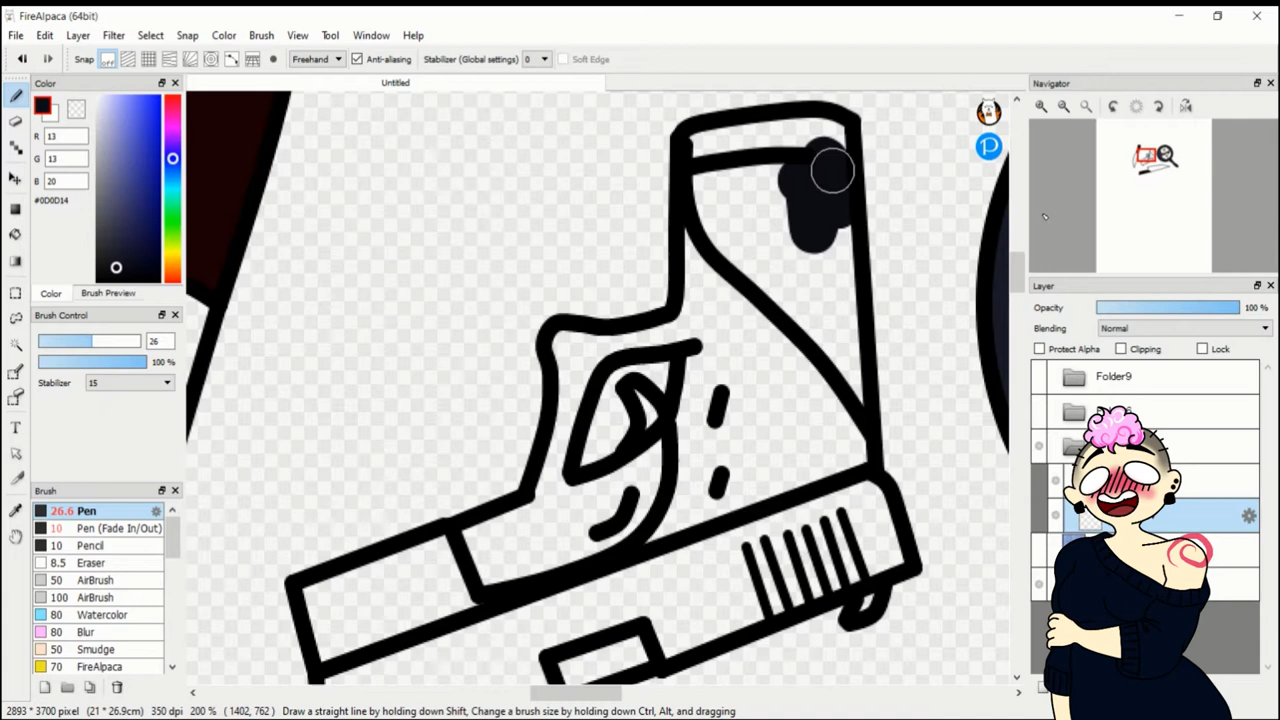 FireAlpaca (64bit)
File Edit Layer Filter Select Snap Color Brush View Tool Window Help
Snap off Freehand Anti-aliasing Stabilizer (Global settings) 0 Soft Edge
Color
Untitled
Navigator
R 13
G 13
B 20
#0D0D14
Color Brush Preview
Brush Control
26
100 %
Stabilizer 15
Brush
26.6 Pen
10 Pen (Fade In/Out)
10 Pencil
8.5 Eraser
50 AirBrush
100 AirBrush
80 Watercolor
80 Blur
50 Smudge
70 FireAlpaca
P
Layer
Opacity 100 %
Blending Normal
Protect Alpha Clipping Lock
Folder9
2893 * 3700 pixel (21 * 26.9cm) 350 dpi 200 % (1402, 762) Draw a straight line by holding down Shift, Change a brush size by holding down Ctrl, Alt, and dragging